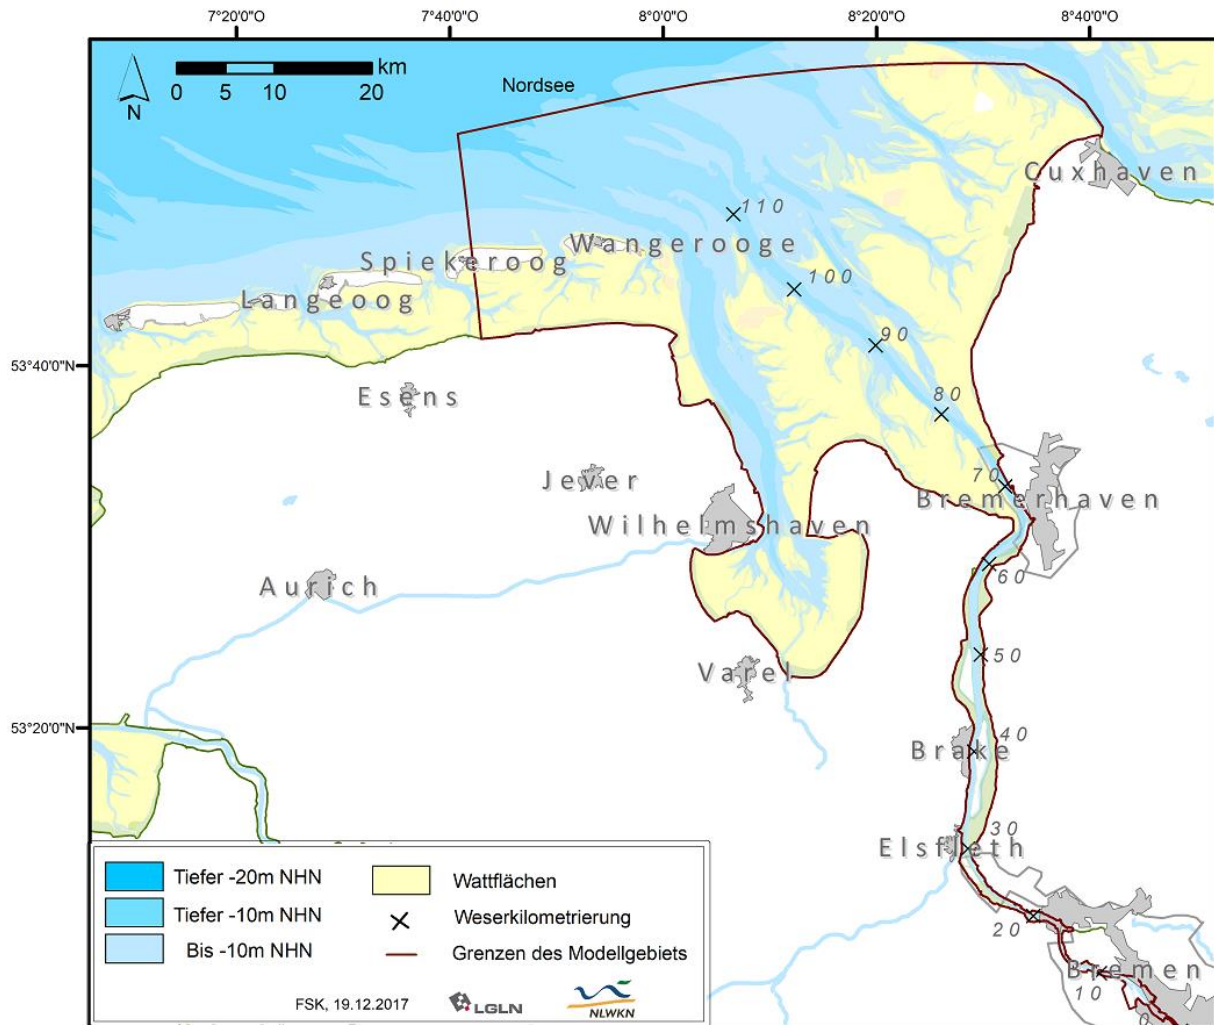 7°20'0"O 7°40'0"O 8°0'0"O 8°20'0"O 8°40'0"O
km
0 5 10 20
N
Nordsee
Cuxhaven
110
Wangerooge
Spiekeroog
100
Langeoog
90
53°40'0"N
80
Esens
70
Jever
Bremerhaven
Wilhelmshaven
60
Aurich
50
Varel
53°20'0"N
40
Brake
30
Elsfleth
20
Bremen
10
0
Tiefer -20m NHN
Wattflächen
Tiefer -10m NHN
Weserkilometrierung
Bis -10m NHN
Grenzen des Modellgebiets
FSK, 19.12.2017
LGLN
NLWKN